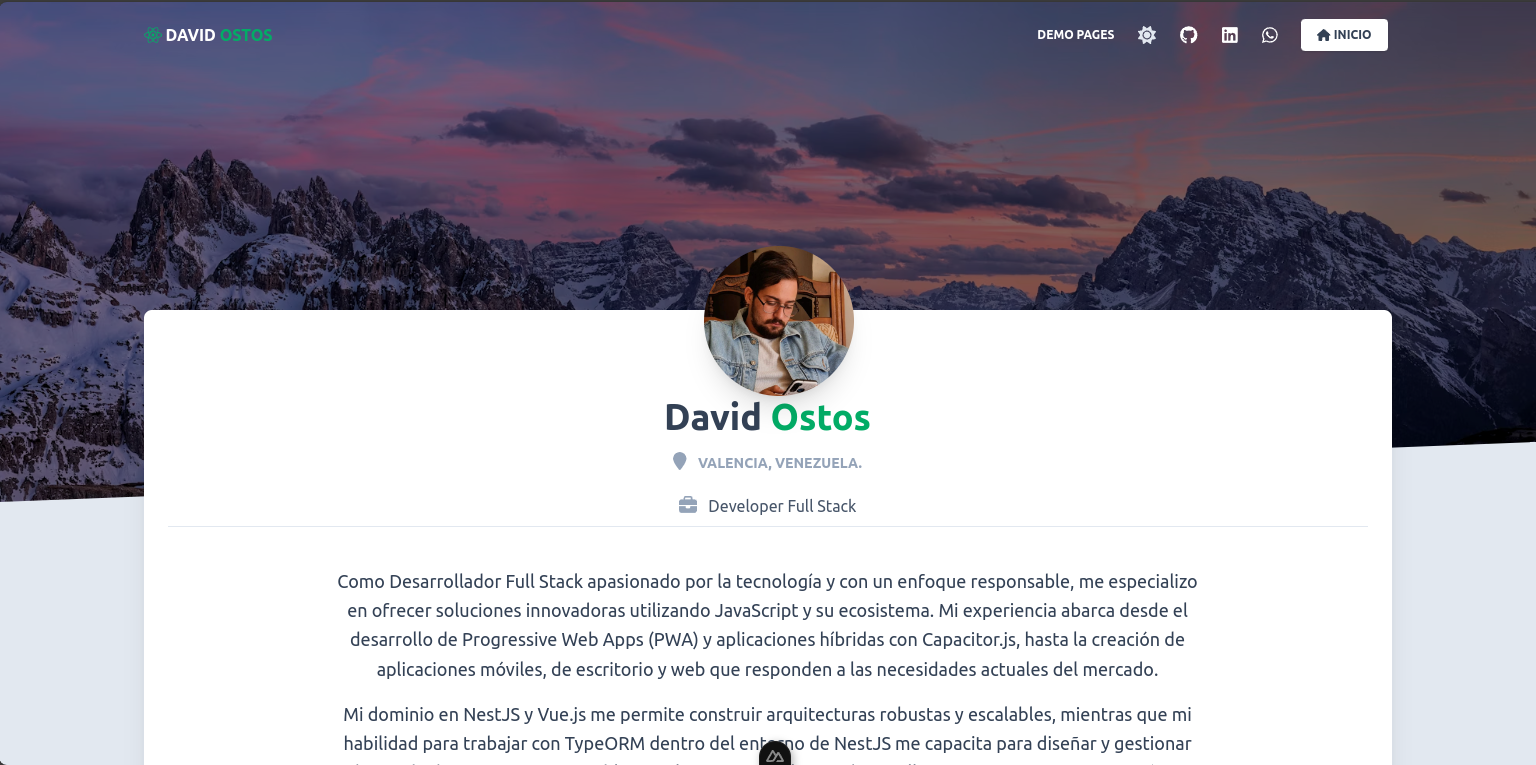 DAVID OSTOS
DEMO PAGES
INICIO
David Ostos
VALENCIA, VENEZUELA.
Developer Full Stack
Como Desarrollador Full Stack apasionado por la tecnología y con un enfoque responsable, me especializo
en ofrecer soluciones innovadoras utilizando JavaScript y su ecosistema. Mi experiencia abarca desde el
desarrollo de Progressive Web Apps (PWA) y aplicaciones híbridas con Capacitor.js, hasta la creación de
aplicaciones móviles, de escritorio y web que responden a las necesidades actuales del mercado.
Mi dominio en NestJS y Vue.js me permite construir arquitecturas robustas y escalables, mientras que mi
habilidad para trabajar con TypeORM dentro del entorno de NestJS me capacita para diseñar y gestionar